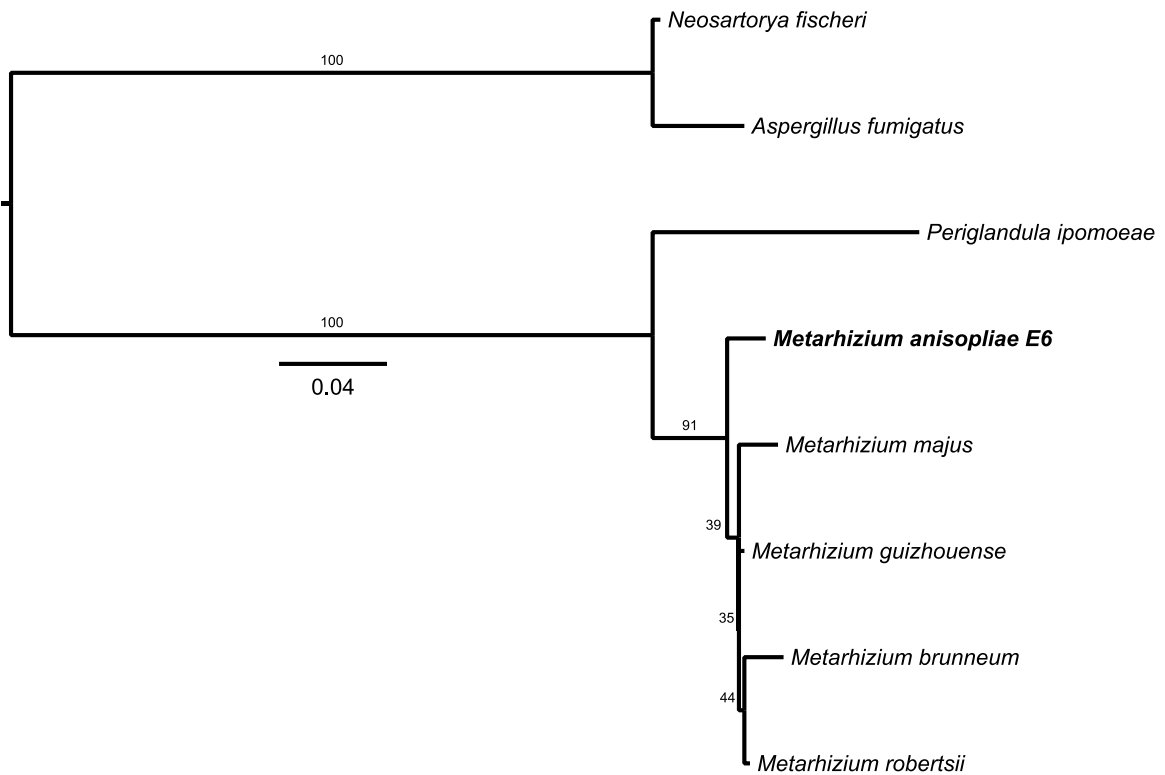 Neosartorya fischeri
100
Aspergillus fumigatus
Periglandula ipomoeae
100
Metarhizium anisopliae E6
0.04
91
Metarhizium majus
39
Metarhizium guizhouense
35
Metarhizium brunneum
44
Metarhizium robertsii